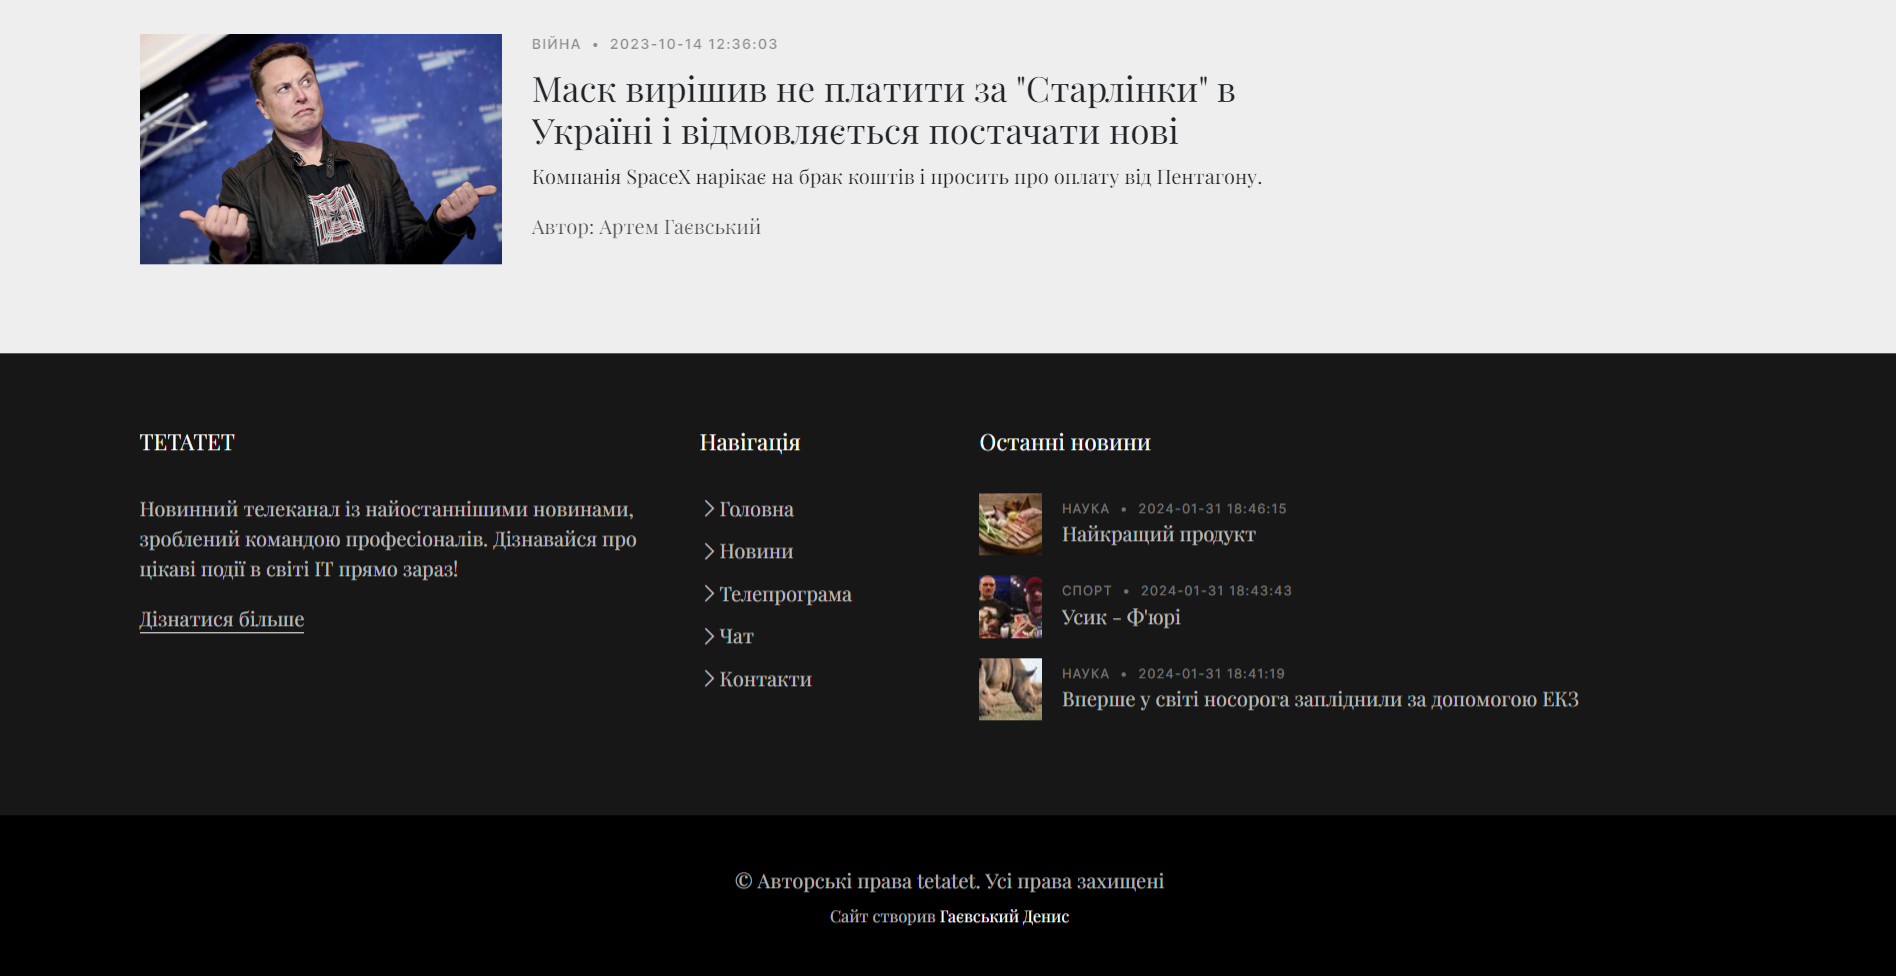 ВІЙНА • 2023-10-14 12:36:03
Маск вирішив не платити за "Старлінки" в
Україні і відмовляється постачати нові
Компанія SpaceX нарікає на брак коштів і просить про оплату від Пентагону.
Автор: Артем Гаєвський
ТЕТАТЕТ
Новинний телеканал із найостаннішими новинами,
зроблений командою професіоналів. Дізнавайся про
цікаві події в світі ІТ прямо зараз!
Дізнатися більше
Навігація
Головна
Новини
Телепрограма
Чат
Контакти
Останні новини
НАУКА • 2024-01-31 18:46:15
Найкращий продукт
СПОРТ • 2024-01-31 18:43:43
Усик - Ф'юрі
НАУКА • 2024-01-31 18:41:19
Вперше у світі носорога запліднили за допомогою ЕКЗ
© Авторські права tetatet. Усі права захищені
Сайт створив Гаєвський Денис